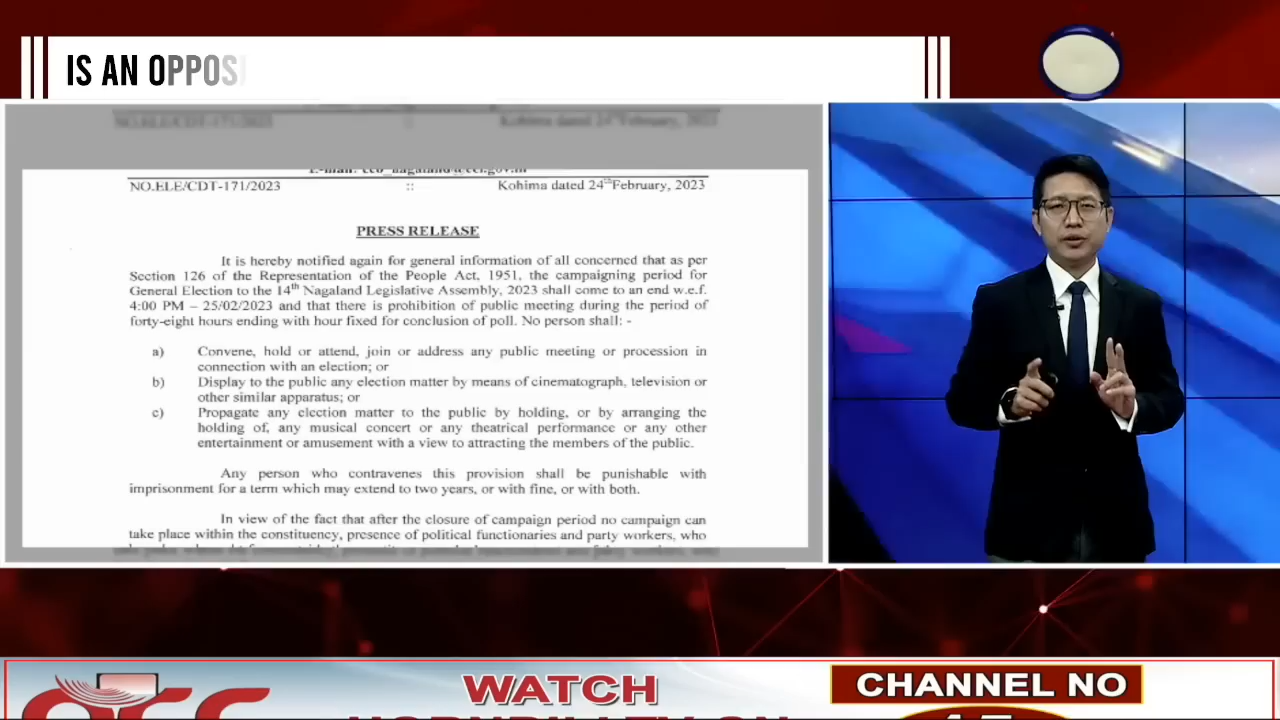 IS AN OPPOS
NO.ELE/CDT-171/2023 :: Kohima dated 24th February, 2023
PRESS RELEASE
It is hereby notified again for general information of all concerned that as per
Section 126 of the Representation of the People Act, 1951, the campaigning period for
General Election to the 14th Nagaland Legislative Assembly, 2023 shall come to an end w.e.f.
4:00 PM – 25/02/2023 and that there is prohibition of public meeting during the period of
forty-eight hours ending with hour fixed for conclusion of poll. No person shall: -
a) Convene, hold or attend, join or address any public meeting or procession in
connection with an election; or
b) Display to the public any election matter by means of cinematograph, television or
other similar apparatus; or
c) Propagate any election matter to the public by holding, or by arranging the
holding of, any musical concert or any theatrical performance or any other
entertainment or amusement with a view to attracting the members of the public.
Any person who contravenes this provision shall be punishable with
imprisonment for a term which may extend to two years, or with fine, or with both.
In view of the fact that after the closure of campaign period no campaign can
take place within the constituency, presence of political functionaries and party workers, who
WATCH
CHANNEL NO